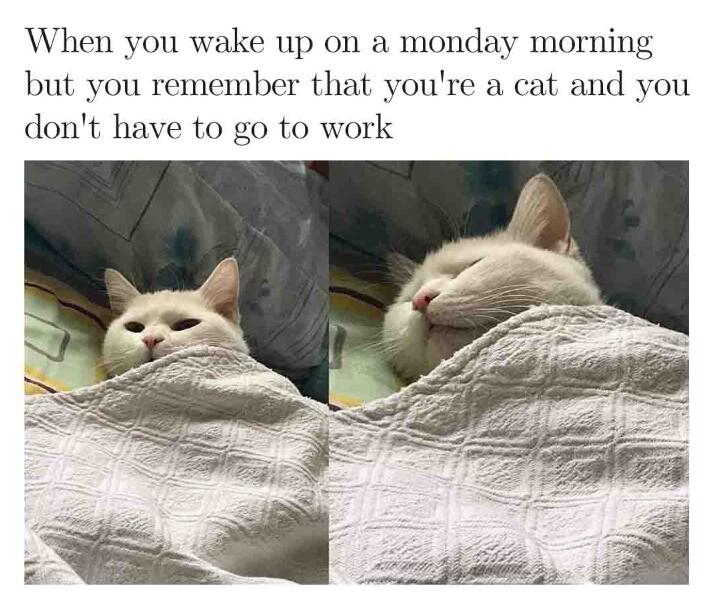 When you wake up on a monday morning
but you remember that you're a cat and you
don't have to go to work